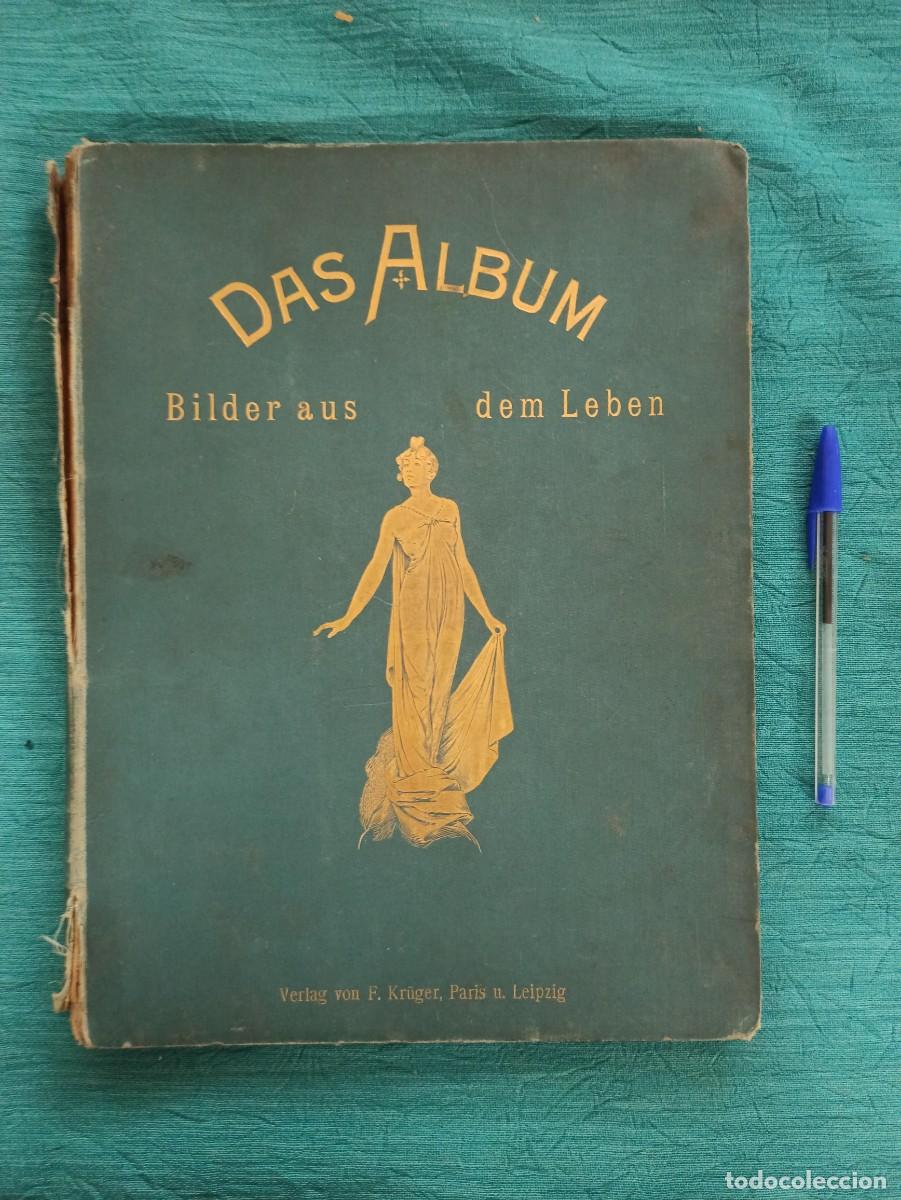 DAS ALBUM
Bilder aus dem Leben
Verlag von F. Krüger, Paris u. Leipzig
todocoleccion